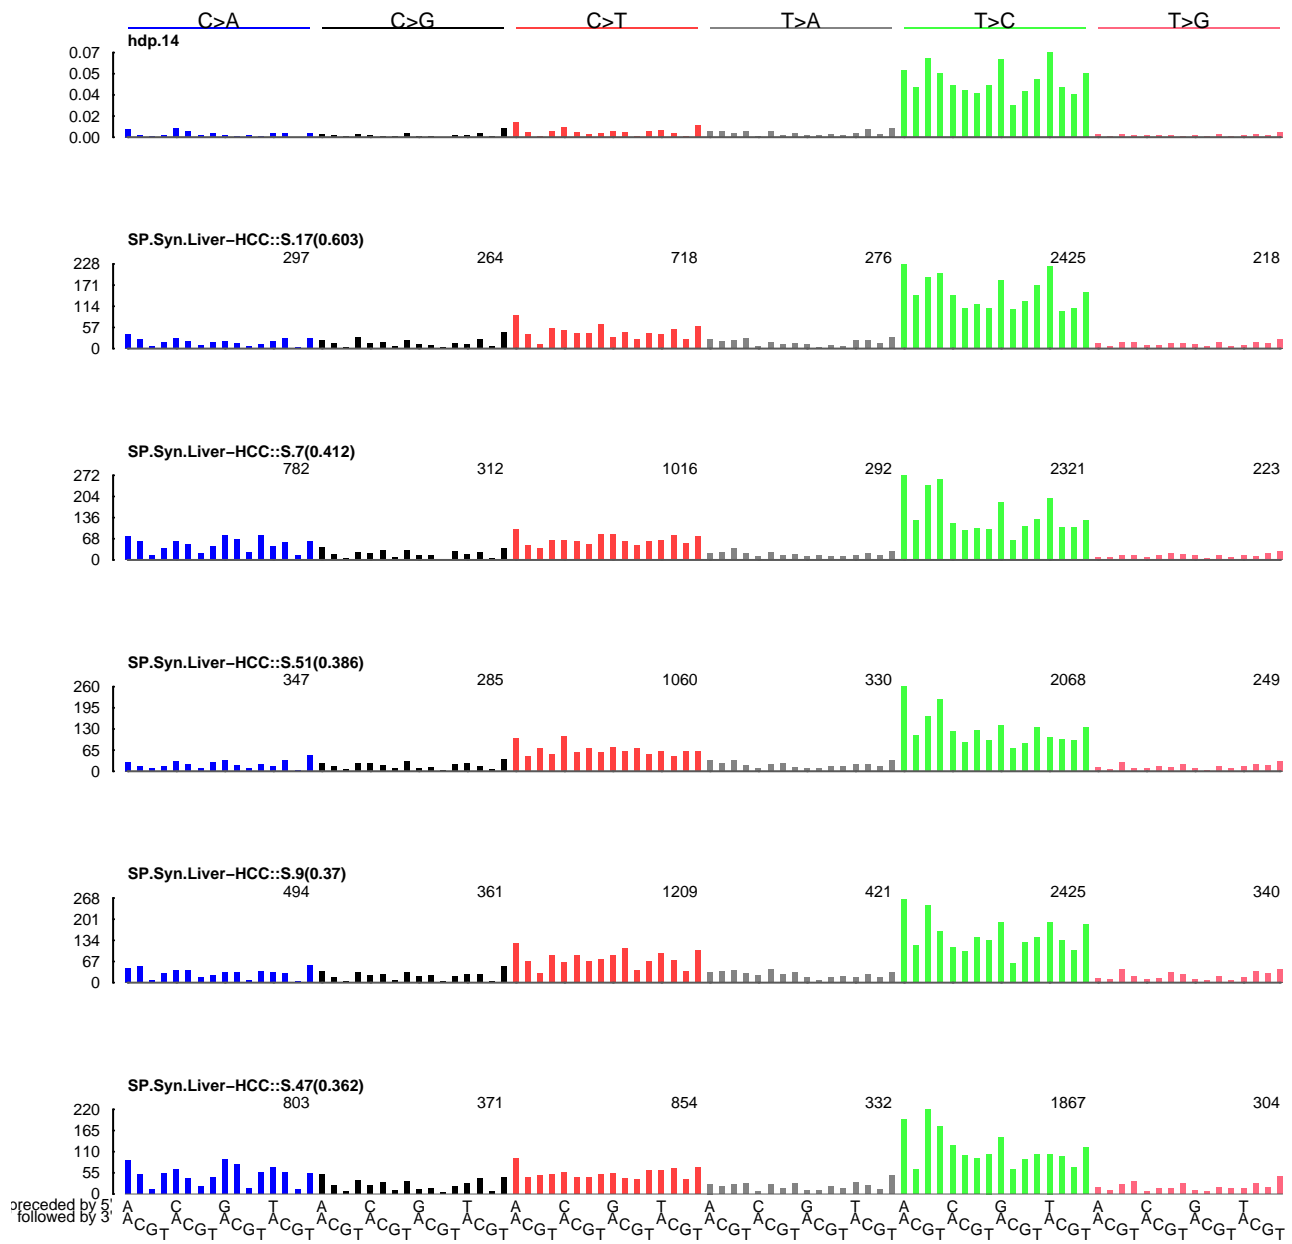 C>A C>G C>T T>A T>C T>G
hdp.14
0.07
0.05
0.04
0.02
0.00
SP.Syn.Liver−HCC::S.17(0.603)
297 264 718 276 2425 218
228
171
114
57
0
SP.Syn.Liver−HCC::S.7(0.412)
782 312 1016 292 2321 223
272
204
136
68
0
SP.Syn.Liver−HCC::S.51(0.386)
347 285 1060 330 2068 249
260
195
130
65
0
SP.Syn.Liver−HCC::S.9(0.37)
494 361 1209 421 2425 340
268
201
134
67
0
SP.Syn.Liver−HCC::S.47(0.362)
803 371 854 332 1867 304
220
165
110
55
0
preceded by 5' A C G T A C G T A C G T A C G T A C G T A C G T
followed by 3' A C G T A C G T A C G T A C G T A C G T A C G T A C G T A C G T A C G T A C G T A C G T A C G T A C G T A C G T A C G T A C G T A C G T A C G T A C G T A C G T A C G T A C G T A C G T A C G T